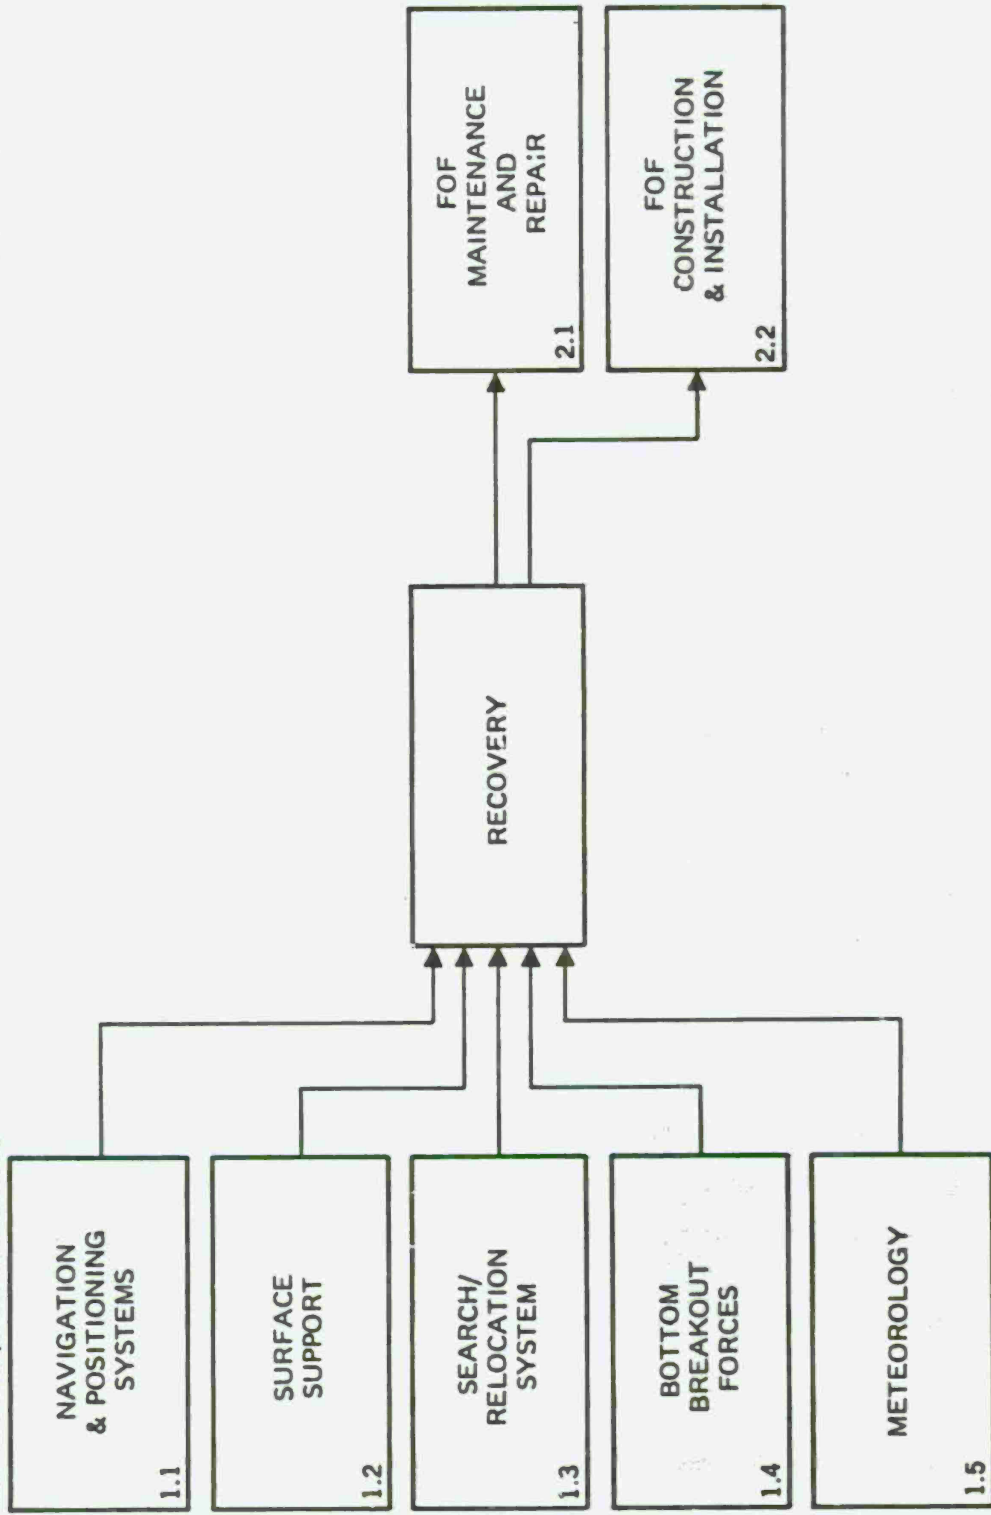 NAVIGATION
& POSITIONING
SYSTEMS
1.1
SURFACE
SUPPORT
1.2
SEARCH/
RELOCATION
SYSTEM
1.3
BOTTOM
BREAKOUT
FORCES
1.4
METEOROLOGY
1.5
RECOVERY
FOF
MAINTENANCE
AND
REPAIR
2.1
FOF
CONSTRUCTION
& INSTALLATION
2.2